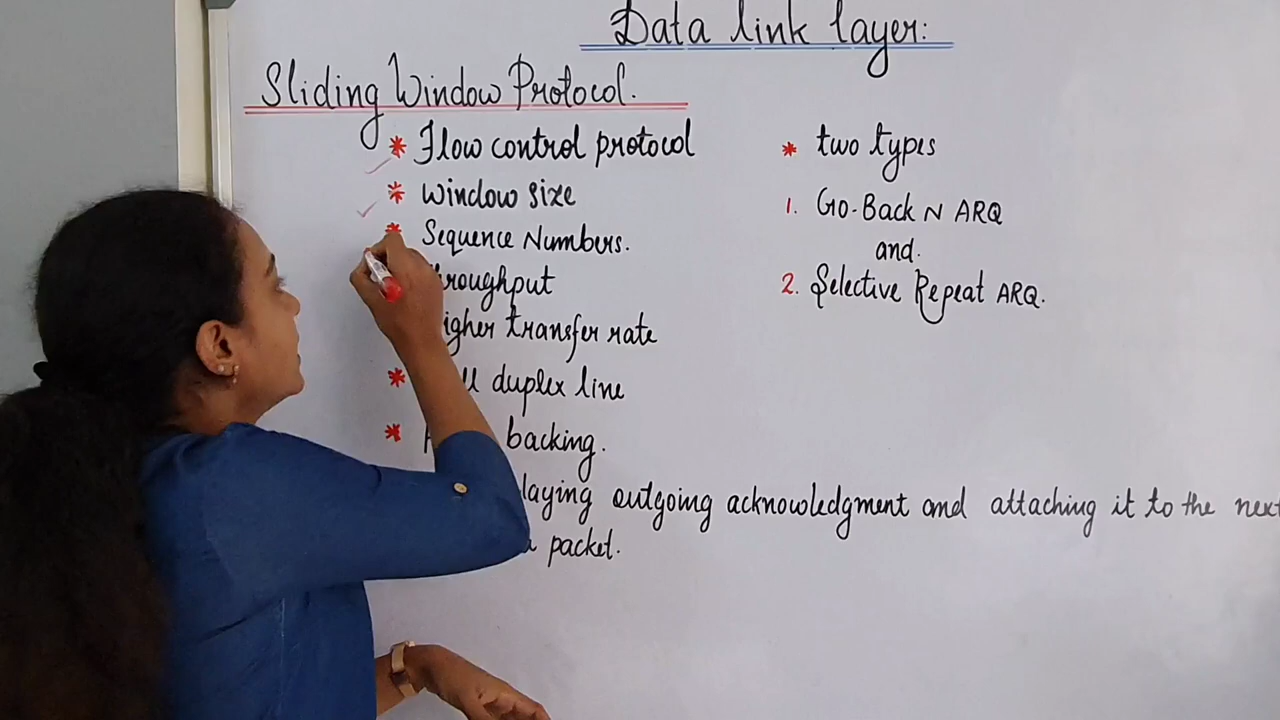 Data link layer:
Sliding Window Protocol.
* Flow control protocol
* Window size
* Sequence Numbers.
roughput
igher transfer rate
* duplex line
* backing.
laying outgoing acknowledgment and attaching it to the next
packet.
* two types
1. Go-Back N ARQ
and.
2. Selective Repeat ARQ.